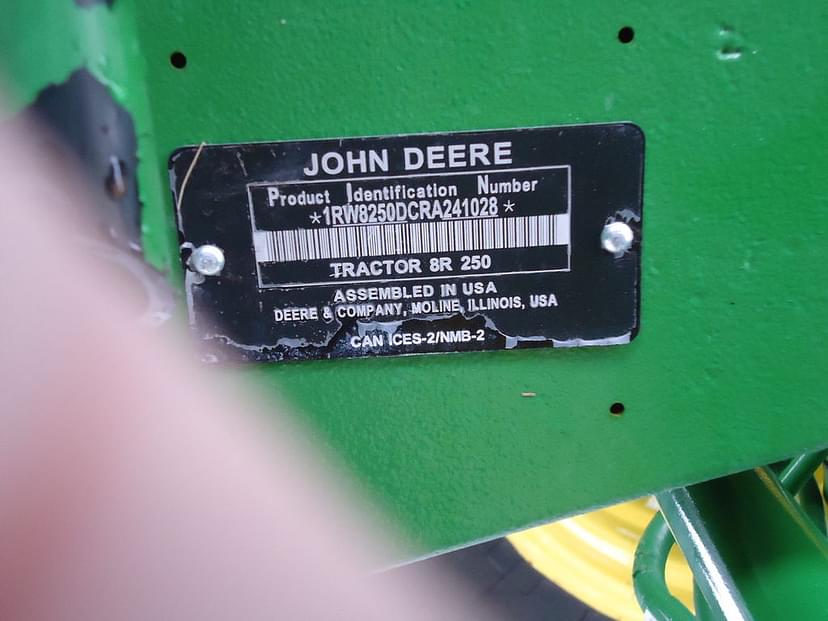 JOHN DEERE
Product Identification Number
*1RW8250DCRA241028*
TRACTOR 8R 250
ASSEMBLED IN USA
DEERE & COMPANY, MOLINE, ILLINOIS, USA
CAN ICES-2/NMB-2